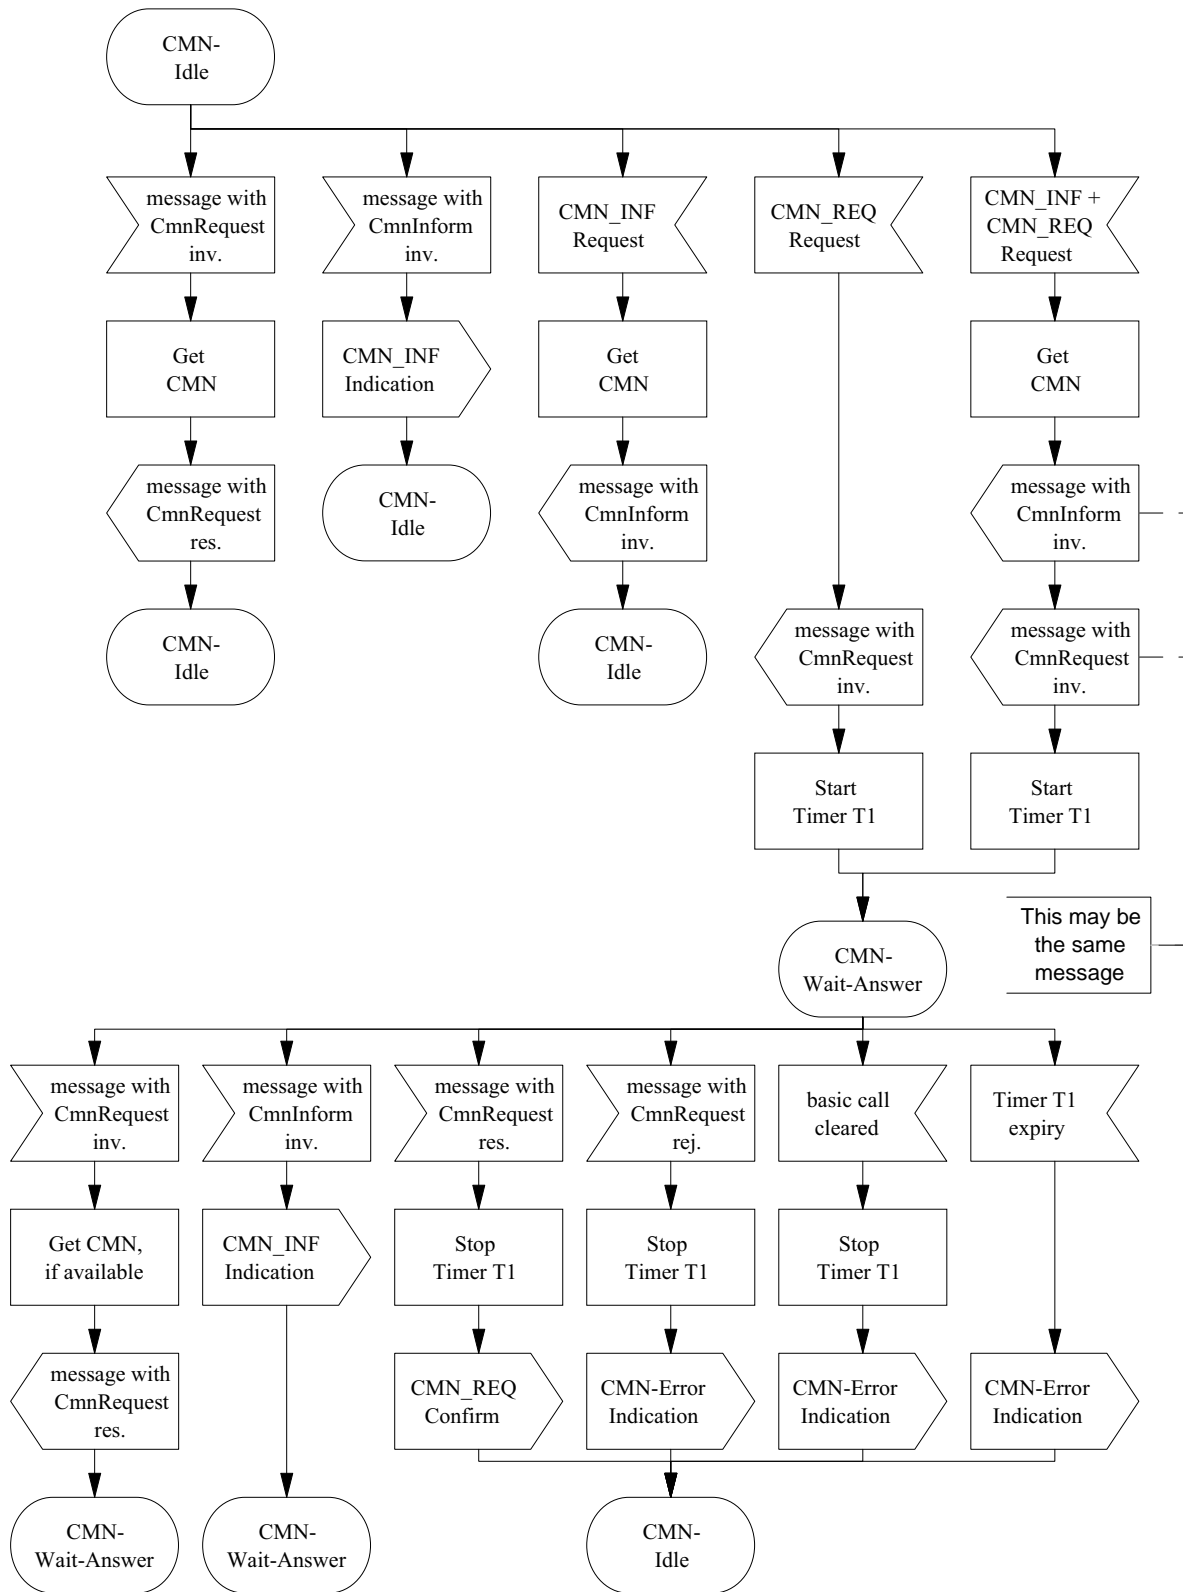 CMN-
Idle
message with
CmnRequest
inv.
message with
CmnInform
inv.
CMN_INF
Request
CMN_REQ
Request
CMN_INF +
CMN_REQ
Request
Get
CMN
CMN_INF
Indication
Get
CMN
Get
CMN
message with
CmnRequest
res.
CMN-
Idle
message with
CmnInform
inv.
message with
CmnInform
inv.
CMN-
Idle
CMN-
Idle
message with
CmnRequest
inv.
message with
CmnRequest
inv.
Start
Timer T1
Start
Timer T1
This may be
the same
message
CMN-
Wait-Answer
message with
CmnRequest
inv.
message with
CmnInform
inv.
message with
CmnRequest
res.
message with
CmnRequest
rej.
basic call
cleared
Timer T1
expiry
Get CMN,
if available
CMN_INF
Indication
Stop
Timer T1
Stop
Timer T1
Stop
Timer T1
message with
CmnRequest
res.
CMN_REQ
Confirm
CMN-Error
Indication
CMN-Error
Indication
CMN-Error
Indication
CMN-
Wait-Answer
CMN-
Wait-Answer
CMN-
Idle